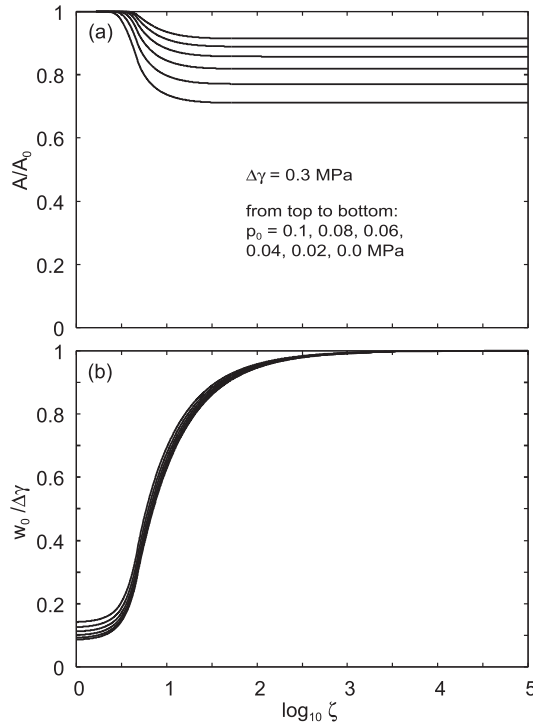 (a)
1
0.8
0.6
0.4
0.2
0
A/A₀
Δγ = 0.3 MPa
from top to bottom:
p₀ = 0.1, 0.08, 0.06,
0.04, 0.02, 0.0 MPa
(b)
1
0.8
0.6
0.4
0.2
0
w₀/Δγ
0 1 2 3 4 5
log₁₀ ζ